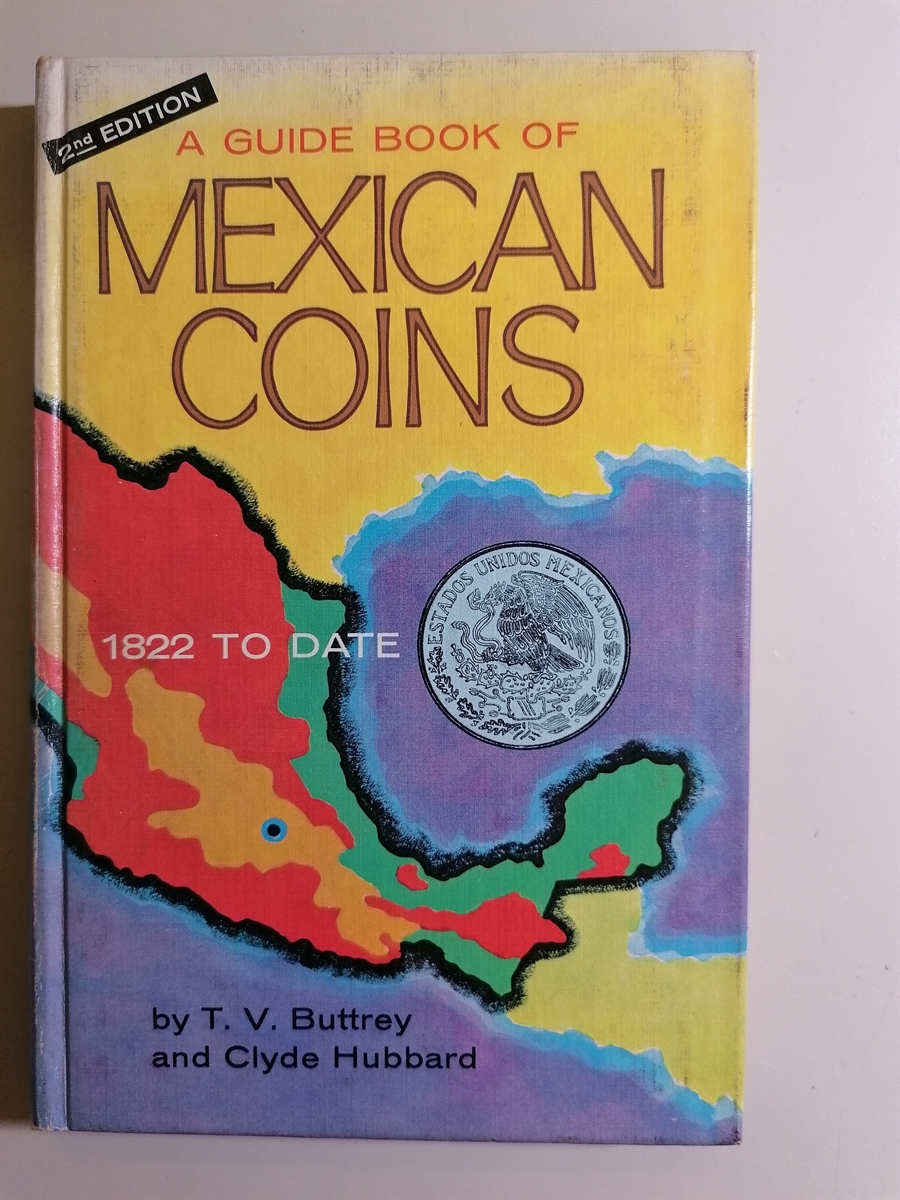 2nd EDITION
A GUIDE BOOK OF
MEXICAN
COINS
ESTADOS UNIDOS MEXICANOS
1822 TO DATE
by T. V. Buttrey
and Clyde Hubbard